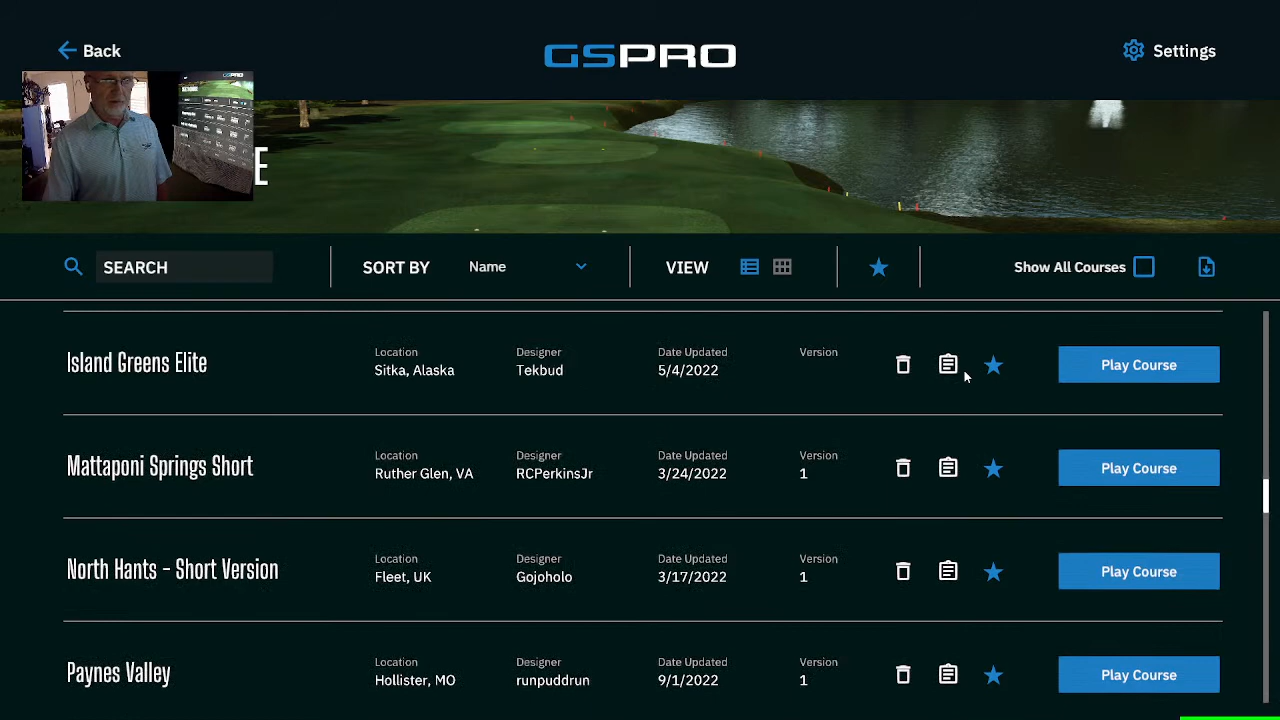 Back
GSPRO
Settings
E
SEARCH
SORT BY
Name
VIEW
Show All Courses
Island Greens Elite
Location
Sitka, Alaska
Designer
Tekbud
Date Updated
5/4/2022
Version
Play Course
Mattaponi Springs Short
Location
Ruther Glen, VA
Designer
RCPerkinsJr
Date Updated
3/24/2022
Version
1
Play Course
North Hants - Short Version
Location
Fleet, UK
Designer
Gojoholo
Date Updated
3/17/2022
Version
1
Play Course
Paynes Valley
Location
Hollister, MO
Designer
runpuddrun
Date Updated
9/1/2022
Version
1
Play Course